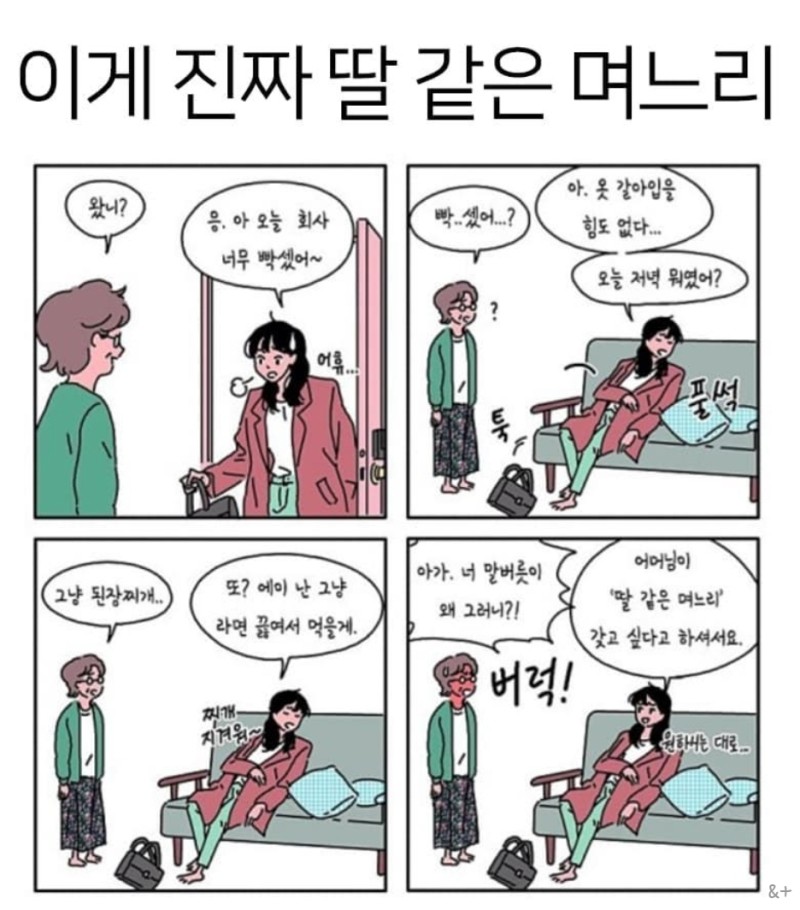 이게 진짜 딸 같은 며느리
왔니?
응. 아 오늘 회사
너무 빡셌어~
어휴...
빡..셌어...?
?
아. 옷 갈아입을
힘도 없다...
오늘 저녁 뭐였어?
툭
풀썩
그냥 된장찌개..
또? 에이 난 그냥
라면 끓여서 먹을게.
찌개
지겨워~
아가. 너 말버릇이
왜 그러니?!
버럭!
어머님이
'딸 같은 며느리'
갖고 싶다고 하셔서요.
원하시는 대로...
&+